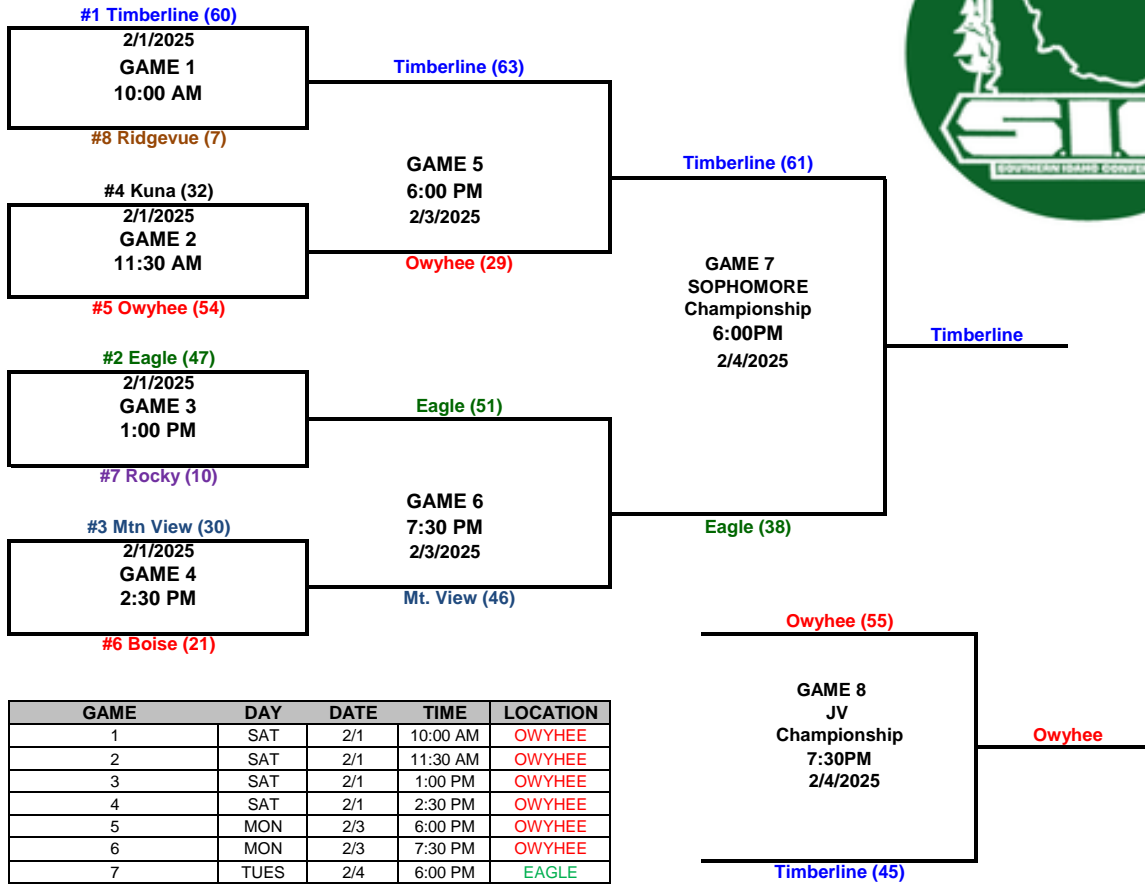 #1 Timberline (60)
2/1/2025
GAME 1
10:00 AM
#8 Ridgevue (7)
#4 Kuna (32)
2/1/2025
GAME 2
11:30 AM
#5 Owyhee (54)
#2 Eagle (47)
2/1/2025
GAME 3
1:00 PM
#7 Rocky (10)
#3 Mtn View (30)
2/1/2025
GAME 4
2:30 PM
#6 Boise (21)
Timberline (63)
GAME 5
6:00 PM
2/3/2025
Owyhee (29)
Eagle (51)
GAME 6
7:30 PM
2/3/2025
Mt. View (46)
Timberline (61)
GAME 7
SOPHOMORE
Championship
6:00PM
2/4/2025
Eagle (38)
Timberline
S.I.
SOUTHERN IDAHO
Owyhee (55)
GAME 8
JV
Championship
7:30PM
2/4/2025
Timberline (45)
Owyhee
GAME DAY DATE TIME LOCATION
1 SAT 2/1 10:00 AM OWYHEE
2 SAT 2/1 11:30 AM OWYHEE
3 SAT 2/1 1:00 PM OWYHEE
4 SAT 2/1 2:30 PM OWYHEE
5 MON 2/3 6:00 PM OWYHEE
6 MON 2/3 7:30 PM OWYHEE
7 TUES 2/4 6:00 PM EAGLE